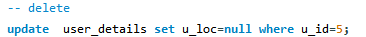 -- delete
update  user_details set u_loc=null where u_id=5;